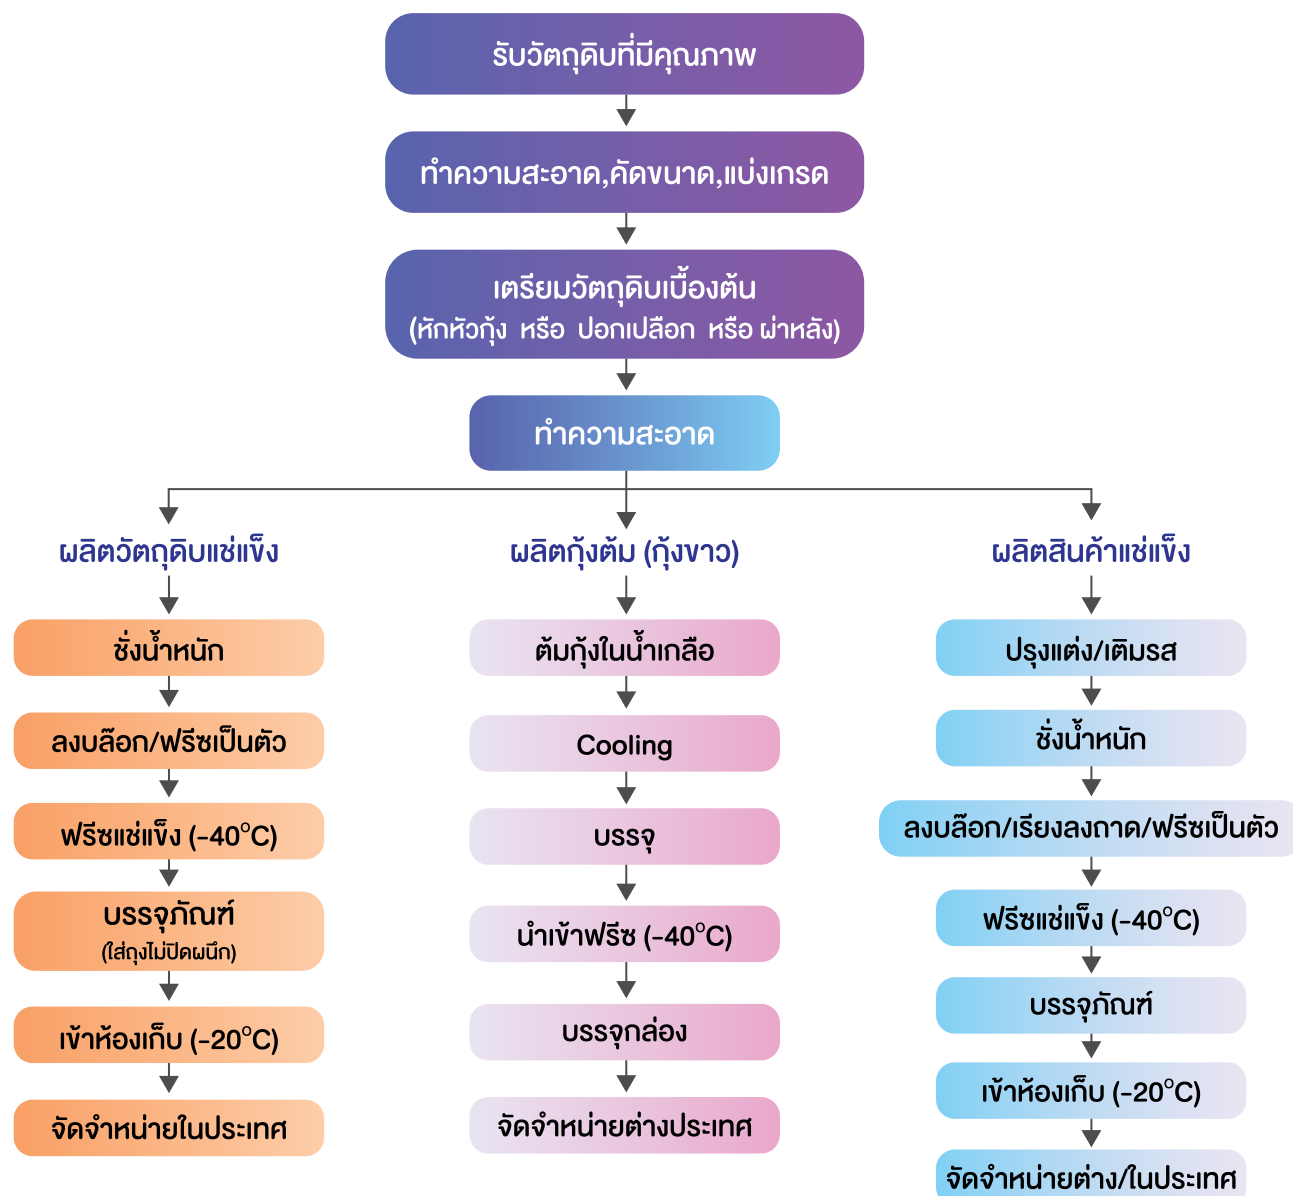 รับวัตถุดิบที่มีคุณภาพ
ทำความสะอาด,คัดขนาด,แบ่งเกรด
เตรียมวัตถุดิบเบื้องต้น
(หักหัวกุ้ง หรือ ปอกเปลือก หรือ ผ่าหลัง)
ทำความสะอาด
ผลิตวัตถุดิบแช่แข็ง
ชั่งน้ำหนัก
ลงบล๊อก/ฟรีซเป็นตัว
ฟรีซแช่แข็ง (-40°C)
บรรจุภัณฑ์
(ใส่ถุงไม่ปิดผนึก)
เข้าห้องเก็บ (-20°C)
จัดจำหน่ายในประเทศ
ผลิตกุ้งต้ม (กุ้งขาว)
ต้มกุ้งในน้ำเกลือ
Cooling
บรรจุ
นำเข้าฟรีซ (-40°C)
บรรจุกล่อง
จัดจำหน่ายต่างประเทศ
ผลิตสินค้าแช่แข็ง
ปรุงแต่ง/เติมรส
ชั่งน้ำหนัก
ลงบล๊อก/เรียงลงถาด/ฟรีซเป็นตัว
ฟรีซแช่แข็ง (-40°C)
บรรจุภัณฑ์
เข้าห้องเก็บ (-20°C)
จัดจำหน่ายต่าง/ในประเทศ